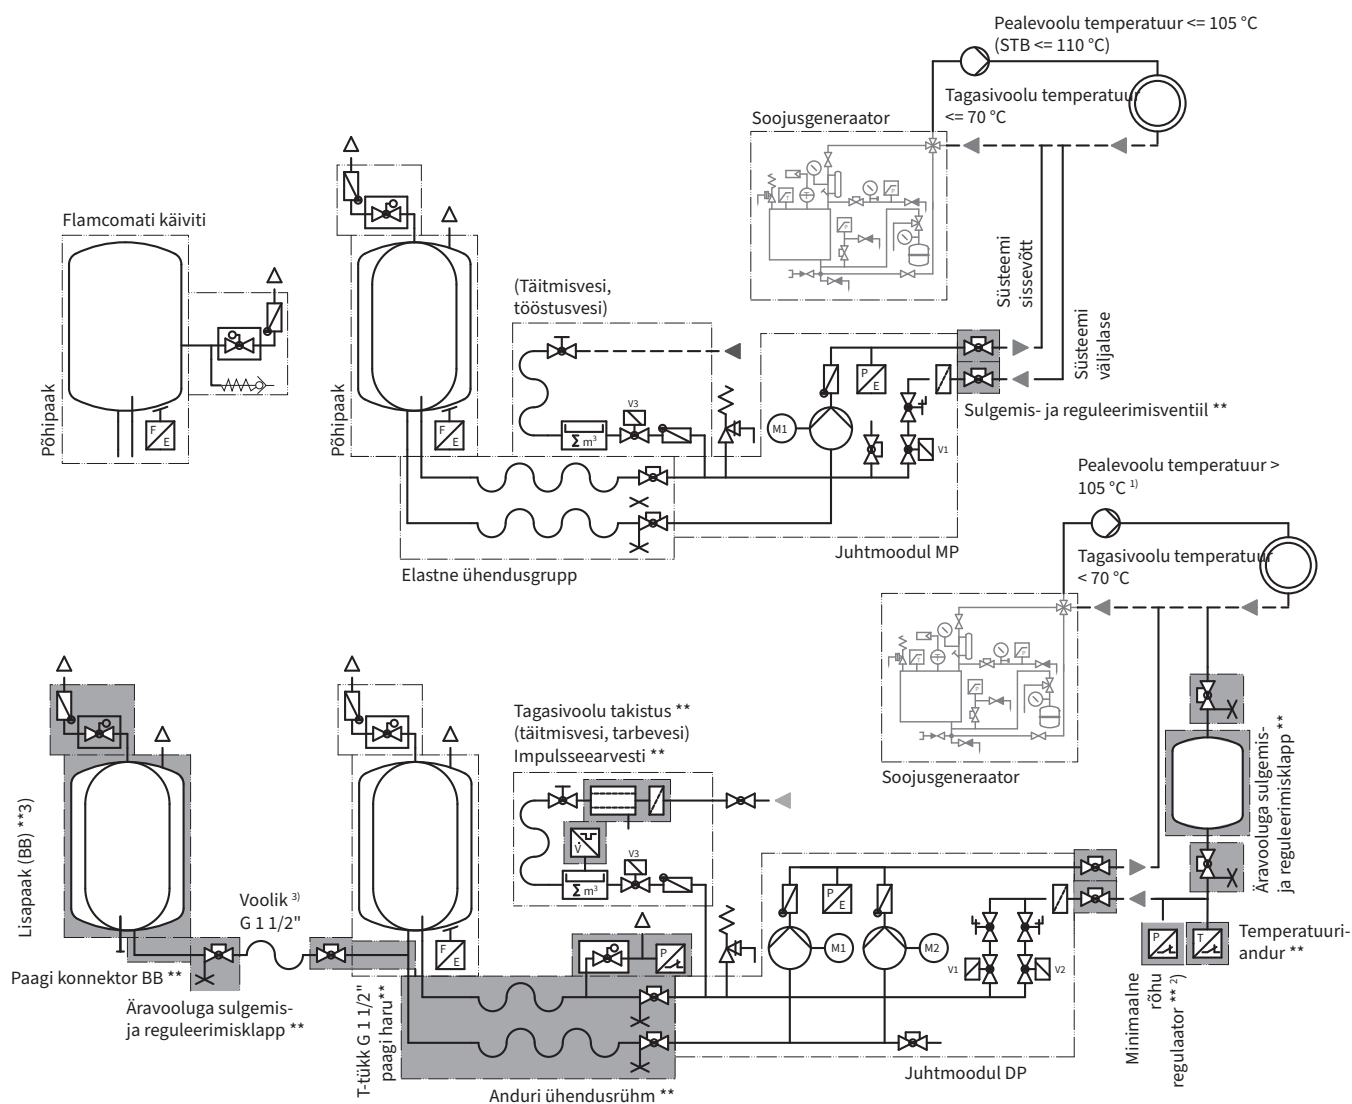 Pealevoolu temperatuur <= 105 °C
(STB <= 110 °C)
Tagasivoolu temperatuur
<= 70 °C
Soojusgeneraator
Flamcomati käiviti
Põhipaak
F
E
Põhipaak
F
E
(Täitmisvesi,
tööstusvesi)
V3
Σ m³
M1
P
E
V1
Süsteemi
sissevõtt
Süsteemi
väljalase
Sulgemis- ja reguleerimisventiil **
Juhtmoodul MP
Elastne ühendusgrupp
Pealevoolu temperatuur >
105 °C ¹⁾
Tagasivoolu temperatuur
< 70 °C
Soojusgeneraator
Lisapaak (BB) **3)
Paagi konnektor BB **
Äravooluga sulgemis-
ja reguleerimisklapp **
Voolik ³⁾
G 1 1/2"
F
E
T-tükk G 1 1/2"
paagi haru**
Tagasivoolu takistus **
(täitmisvesi, tarbevesi)
Impulsseearvesti **
V̇
V3
Σ m³
P
Anduri ühendusrühm **
P
E
M1
M2
V1
V2
Juhtmoodul DP
Äravooluga sulgemis-
ja reguleerimisklapp **
P
T
Temperatuuri-
andur **
Minimaalne
rõhu
regulaator ** ²⁾